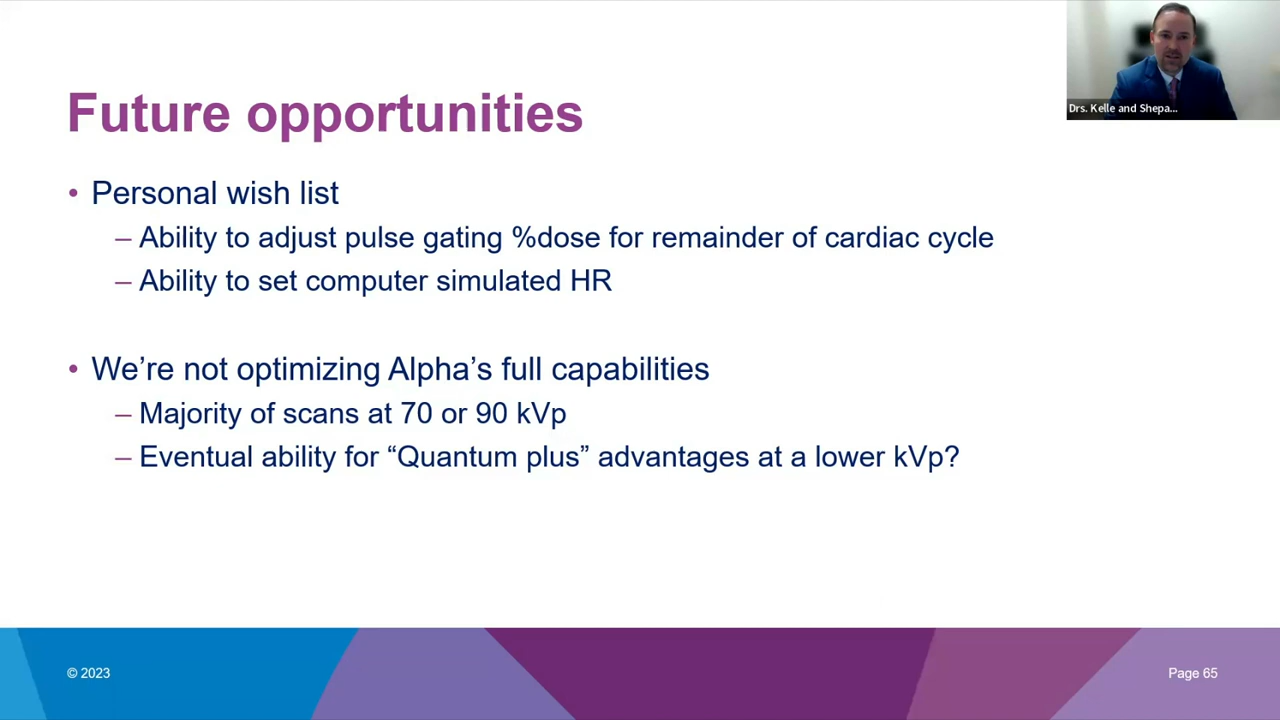 Future opportunities
• Personal wish list
– Ability to adjust pulse gating %dose for remainder of cardiac cycle
– Ability to set computer simulated HR
• We’re not optimizing Alpha’s full capabilities
– Majority of scans at 70 or 90 kVp
– Eventual ability for “Quantum plus” advantages at a lower kVp?
Drs. Kelle and Shepa...
© 2023
Page 65